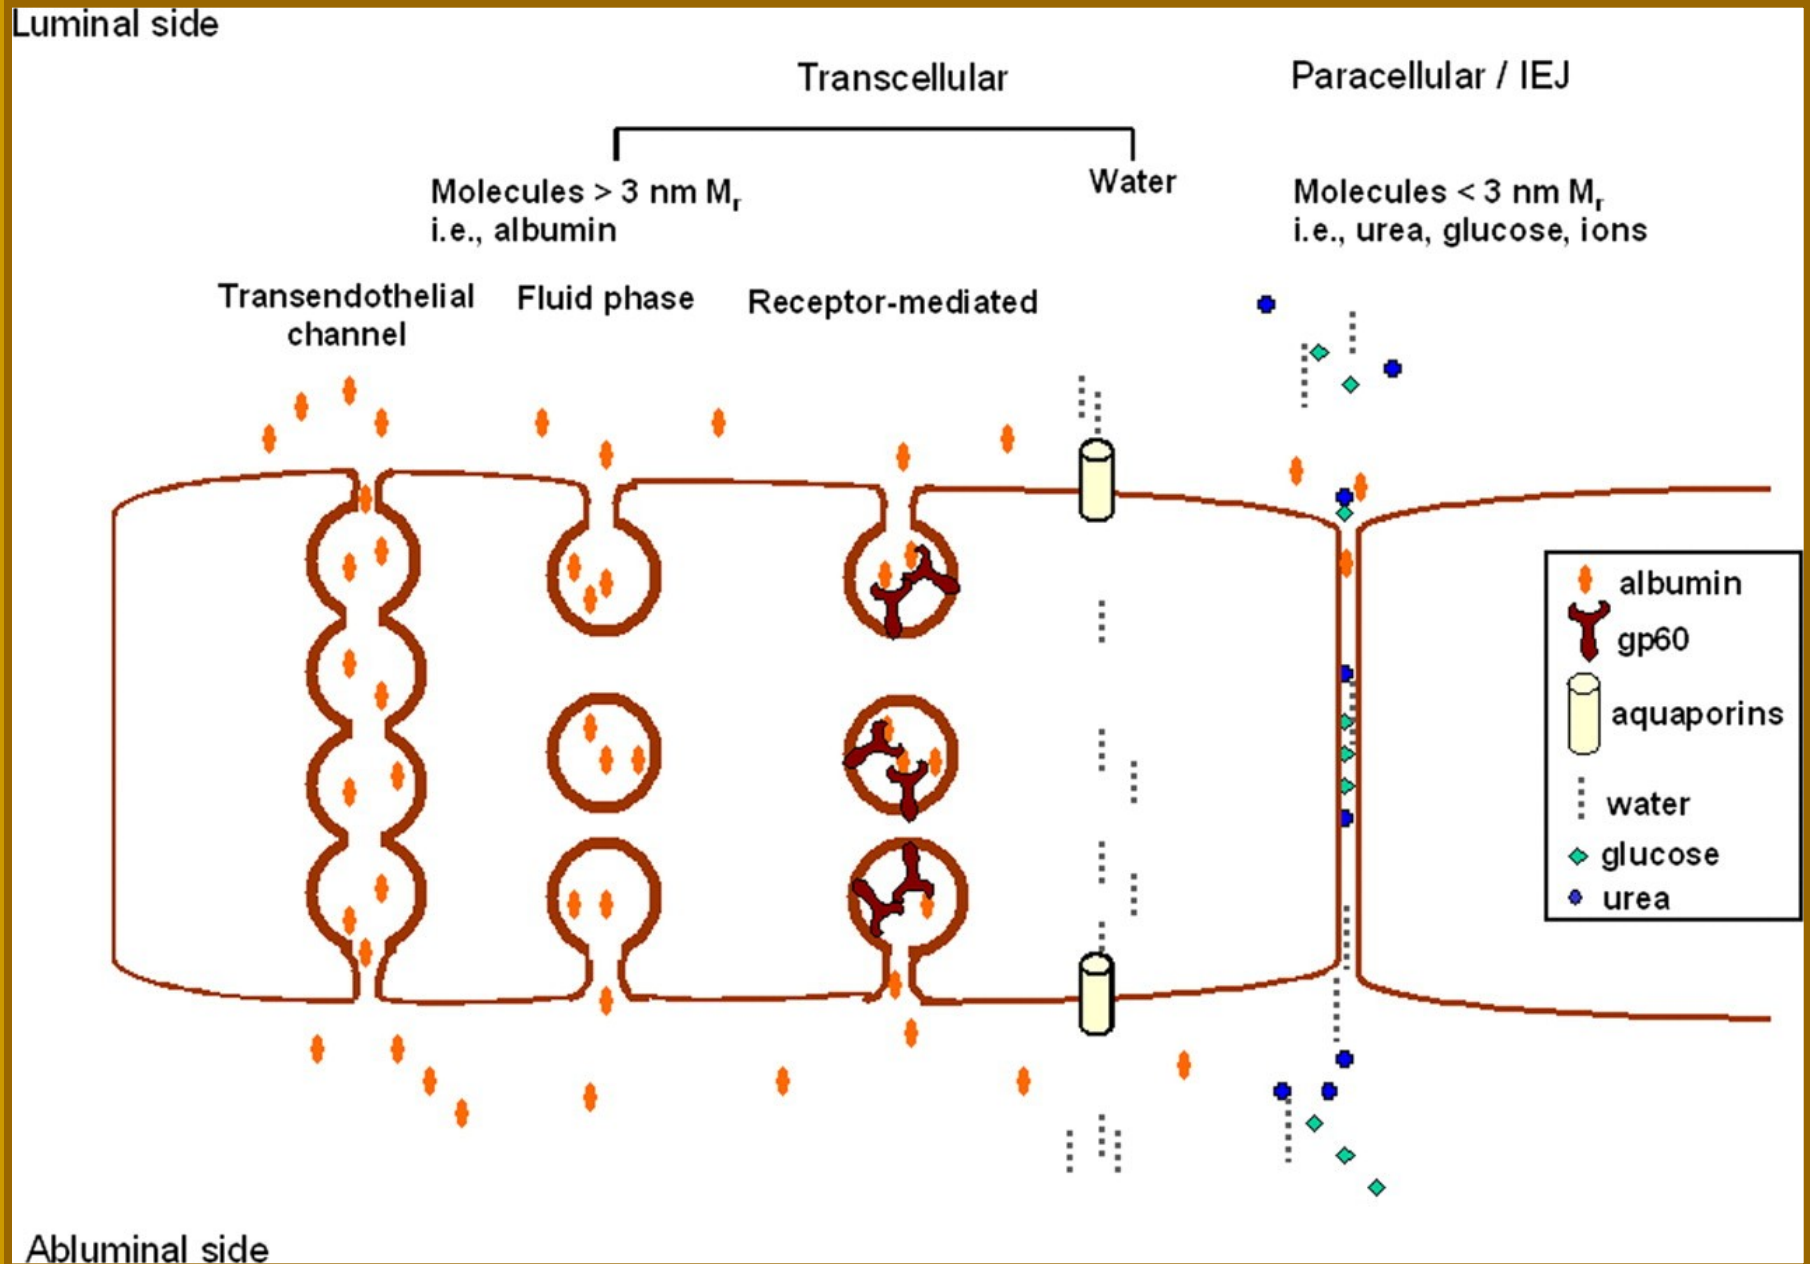 Luminal side
Transcellular
Paracellular / IEJ
Molecules > 3 nm Mr
i.e., albumin
Water
Molecules < 3 nm Mr
i.e., urea, glucose, ions
Transendothelial
channel
Fluid phase
Receptor-mediated
albumin
gp60
aquaporins
water
glucose
urea
Abluminal side